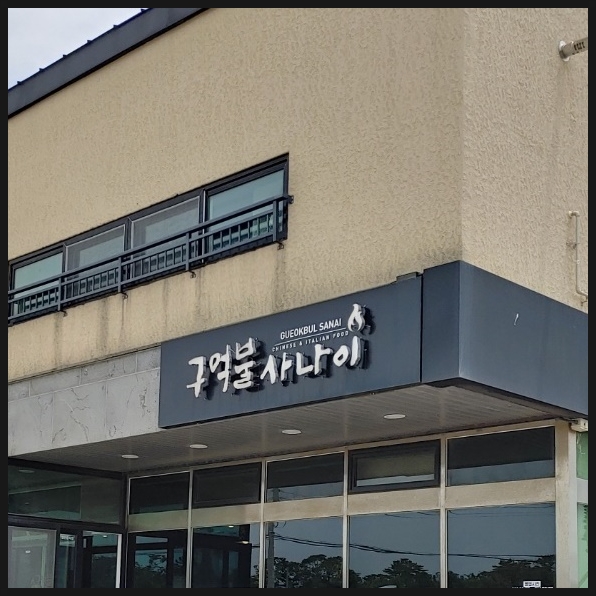 GUEOKBUL SANAI
CHINESE & ITALIAN FOOD
구억불 사나이